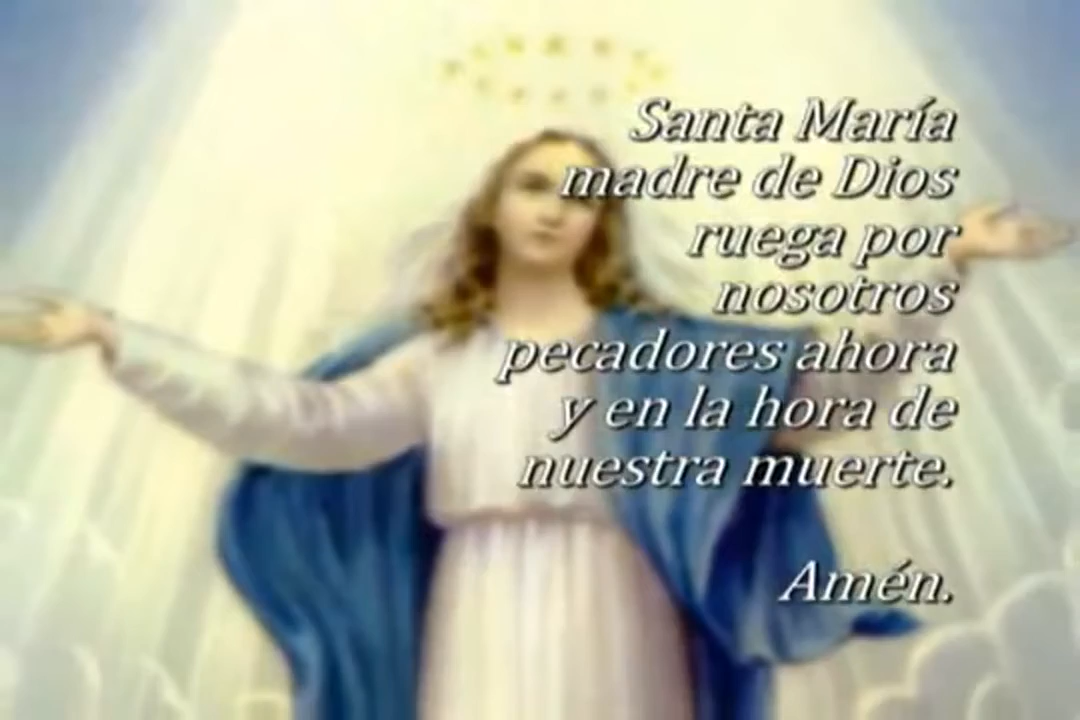 Santa María
madre de Dios
ruega por
nosotros
pecadores ahora
y en la hora de
nuestra muerte.
Amén.